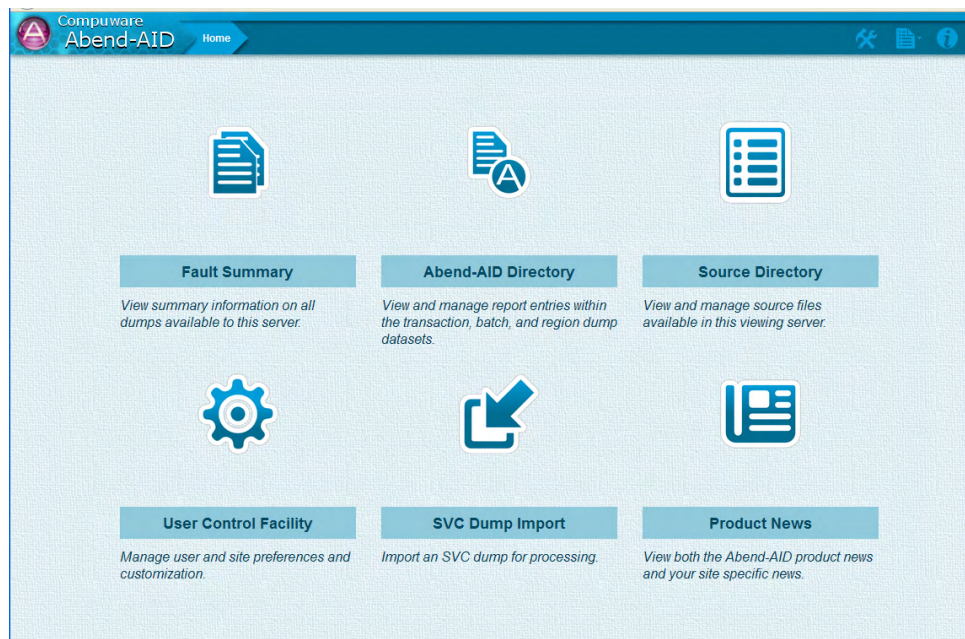 Compuware
Abend-AID
Home
A
Fault Summary
View summary information on all
dumps available to this server.
Abend-AID Directory
View and manage report entries within
the transaction, batch, and region dump
datasets.
Source Directory
View and manage source files
available in this viewing server.
User Control Facility
Manage user and site preferences and
customization.
SVC Dump Import
Import an SVC dump for processing.
Product News
View both the Abend-AID product news
and your site specific news.